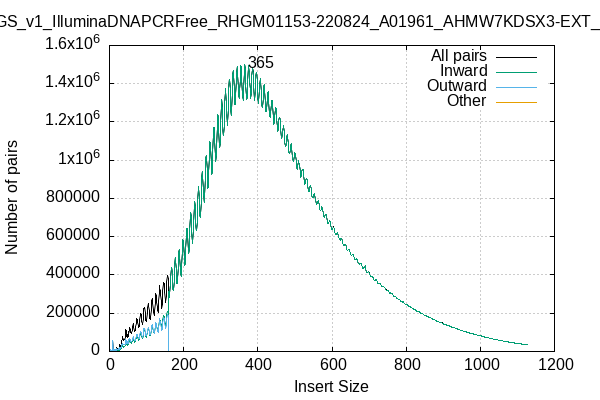 GS_v1_IlluminaDNAPCRFree_RHGM01153-220824_A01961_AHMW7KDSX3-EXT_
1.6x10^6
1.4x10^6
1.2x10^6
1x10^6
800000
600000
400000
200000
0
Number of pairs
365
All pairs
Inward
Outward
Other
0 200 400 600 800 1000 1200
Insert Size